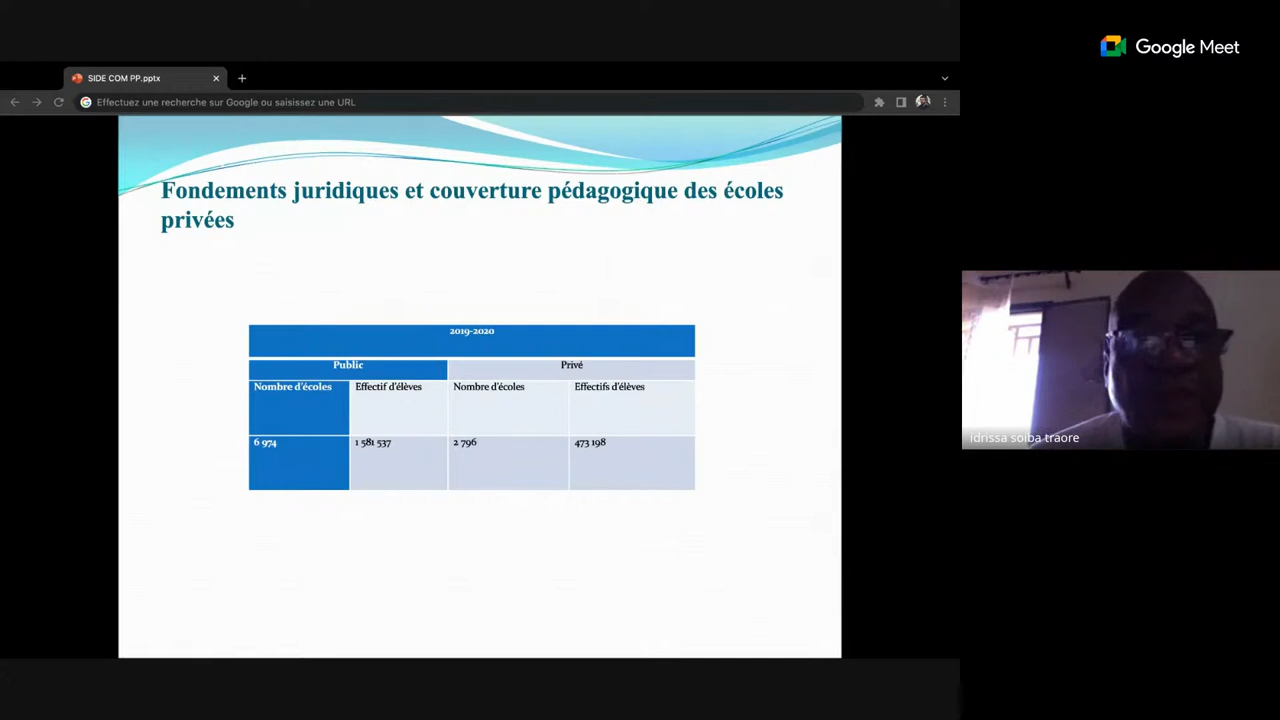 Google Meet
SIDE COM PP.pptx
Effectuez une recherche sur Google ou saisissez une URL
Fondements juridiques et couverture pédagogique des écoles
privées
2019-2020
Public Privé
Nombre d'écoles Effectif d'élèves Nombre d'écoles Effectifs d'élèves
6 974 1 581 537 2 796 473 198
idrissa soiba traore